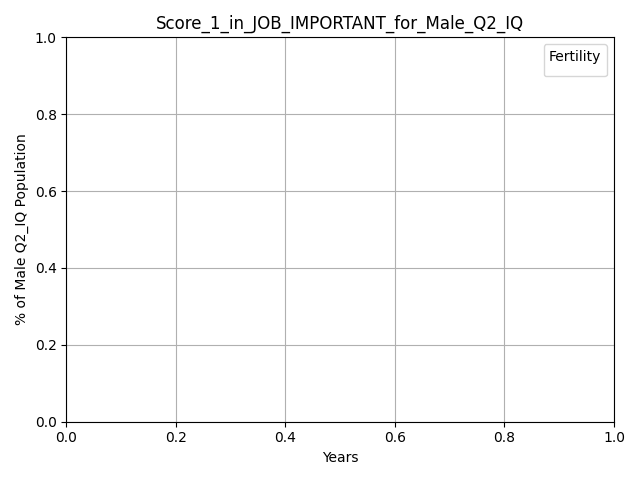 Score_1_in_JOB_IMPORTANT_for_Male_Q2_IQ
Fertility
% of Male Q2_IQ Population
1.0
0.8
0.6
0.4
0.2
0.0
0.0 0.2 0.4 0.6 0.8 1.0
Years